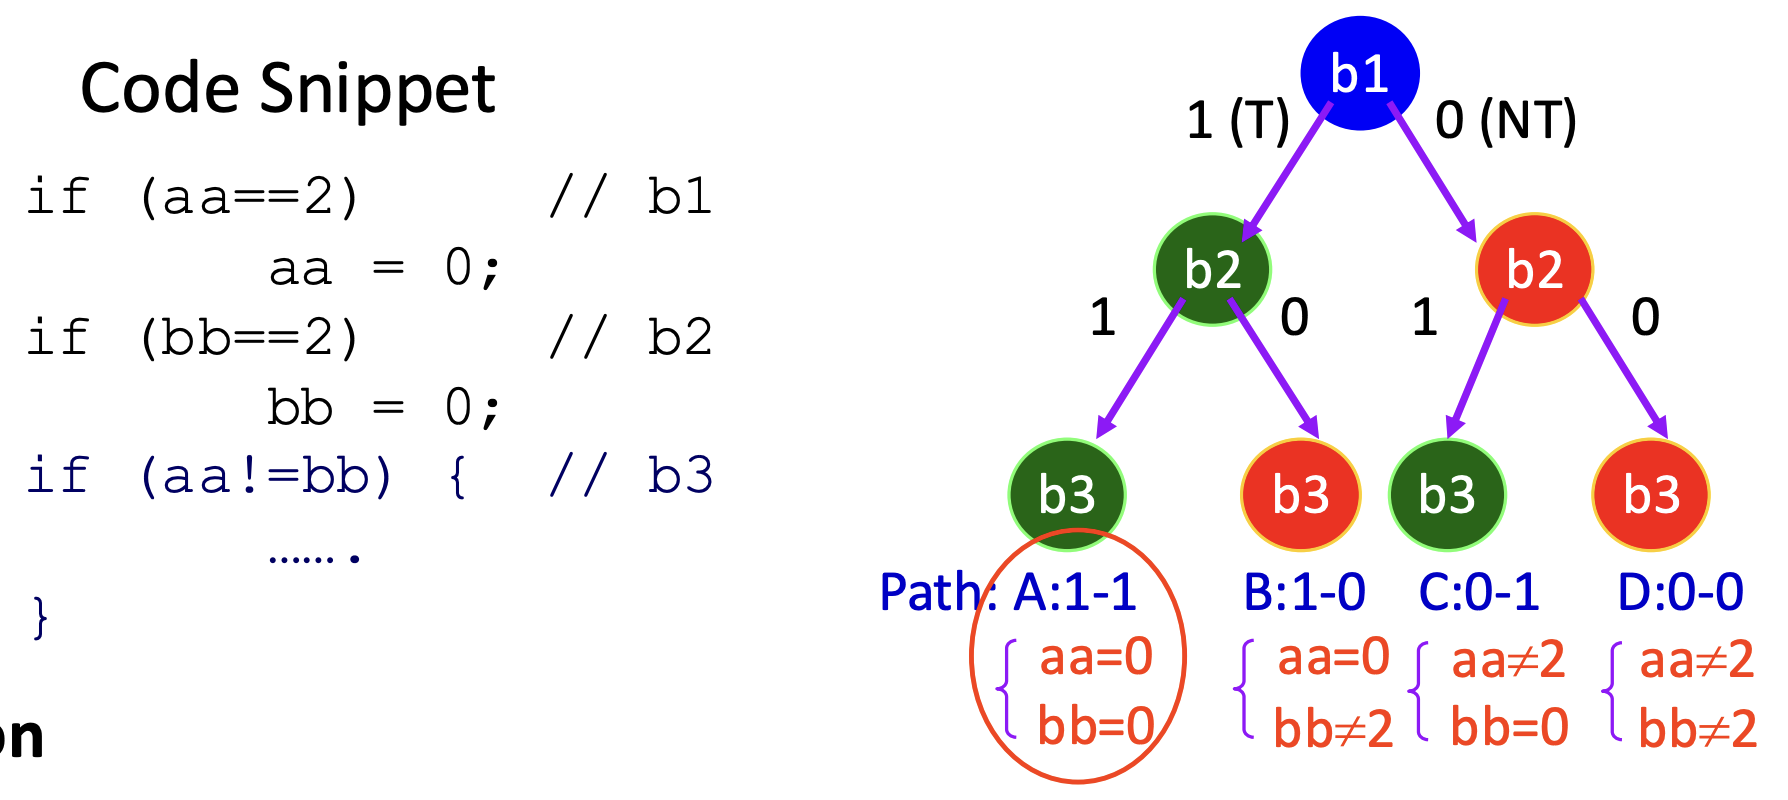 Code Snippet
if (aa==2) // b1
aa = 0;
if (bb==2) // b2
bb = 0;
if (aa!=bb) { // b3
…….
}
on
b1
1 (T) 0 (NT)
b2 b2
1 0 1 0
b3 b3 b3 b3
Path: A:1-1 B:1-0 C:0-1 D:0-0
aa=0 aa=0 aa≠2 aa≠2
bb=0 bb≠2 bb=0 bb≠2